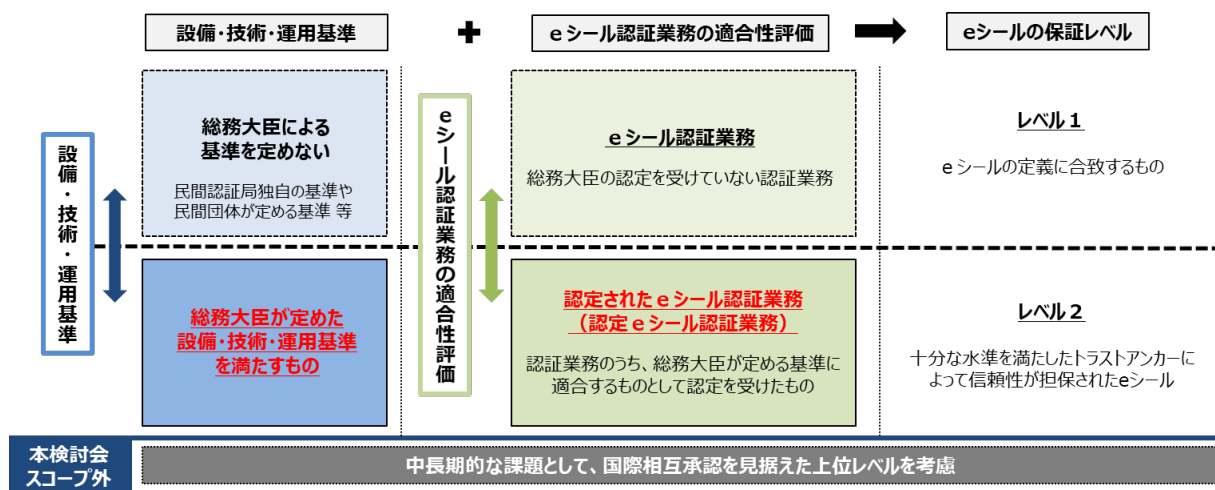 設備・技術・運用基準
+
eシール認証業務の適合性評価
eシールの保証レベル
設備・技術・運用基準
総務大臣による
基準を定めない
民間認証局独自の基準や
民間団体が定める基準 等
eシール認証業務の適合性評価
eシール認証業務
総務大臣の認定を受けていない認証業務
レベル1
eシールの定義に合致するもの
総務大臣が定めた
設備・技術・運用基準
を満たすもの
認定されたeシール認証業務
(認定eシール認証業務)
認証業務のうち、総務大臣が定める基準に
適合するものとして認定を受けたもの
レベル2
十分な水準を満たしたトラストアンカーに
よって信頼性が担保されたeシール
本検討会
スコープ外
中長期的な課題として、国際相互承認を見据えた上位レベルを考慮